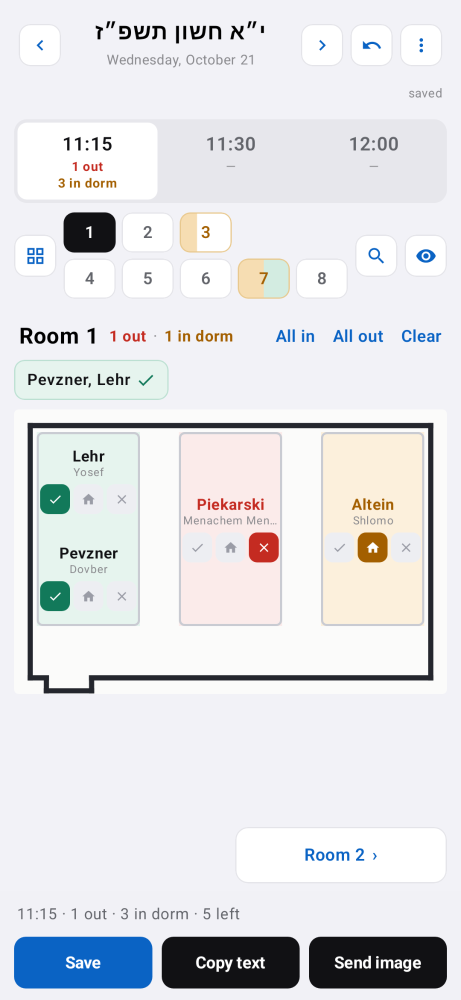 י״א חשון תשפ״ז
Wednesday, October 21
saved
11:15
1 out
3 in dorm
11:30
–
12:00
–
1
2
3
4
5
6
7
8
Room 1
1 out · 1 in dorm
All in
All out
Clear
Pevzner, Lehr
Lehr
Yosef
Pevzner
Dovber
Piekarski
Menachem Men...
Altein
Shlomo
Room 2 ›
11:15 · 1 out · 3 in dorm · 5 left
Save
Copy text
Send image